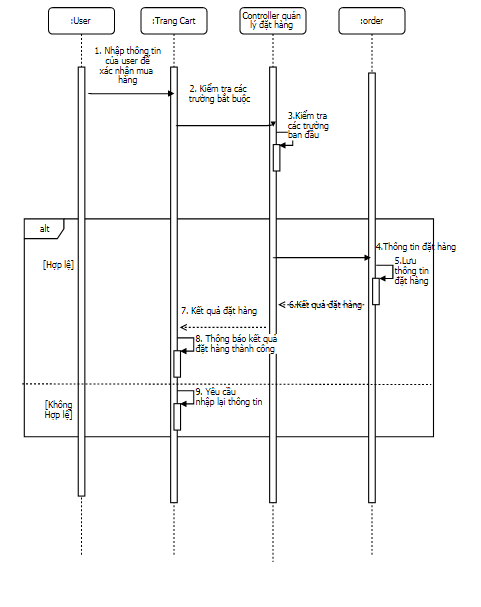 :User
:Trang Cart
Controller quản
lý đặt hàng
:order
1. Nhập thông tin
của user để
xác nhận mua
hàng
2. Kiểm tra các
trường bắt buộc
3.Kiểm tra
các trường
ban đầu
alt
4.Thông tin đặt hàng
[Hợp lệ]
5.Lưu
thông tin
đặt hàng
6.Kết quả đặt hàng
7. Kết quả đặt hàng
8. Thông báo kết quả
đặt hàng thành công
9. Yêu cầu
nhập lại thông tin
[Không
Hợp lệ]